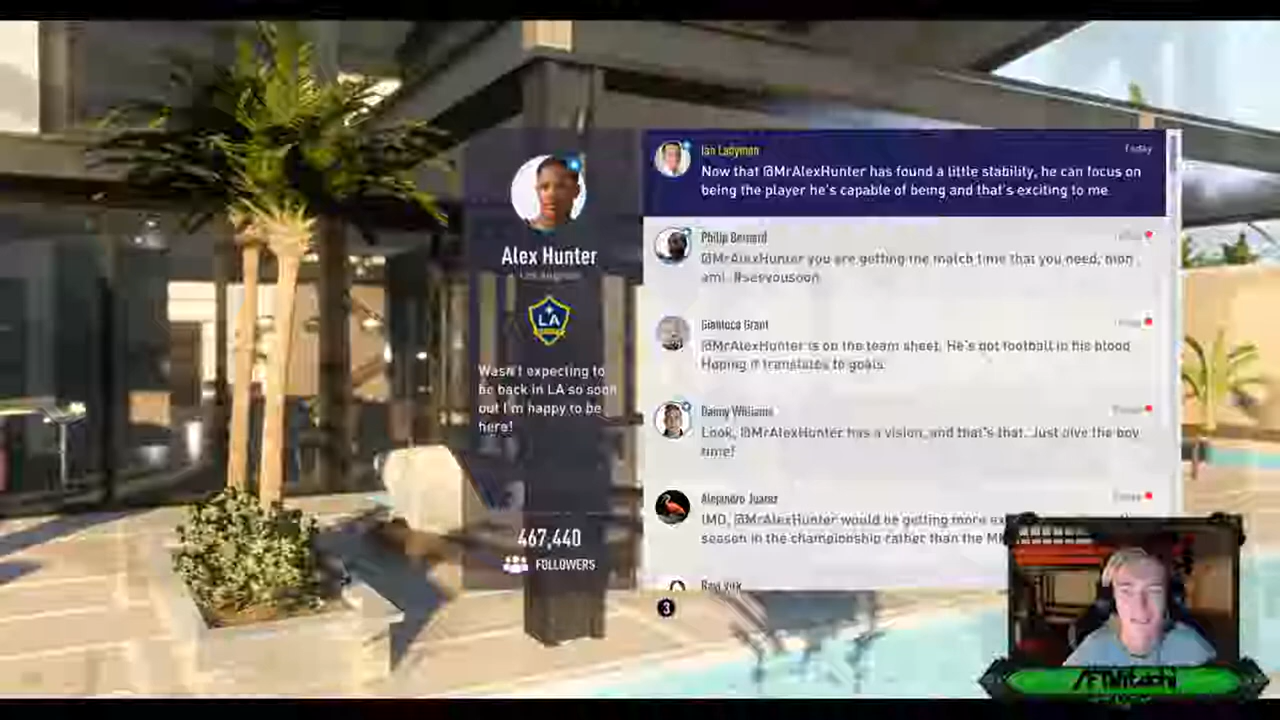 Alex Hunter
LA
Wasn't expecting to
be back in LA so soon
but I'm happy to be
here!
467,440
FOLLOWERS
Ian Ladyman
Today
Now that @MrAlexHunter has found a little stability, he can focus on
being the player he's capable of being and that's exciting to me.
Philip Bernard
@MrAlexHunter you are getting the match time that you need, mon
ami. #seeyousoon
Gianluca Grant
@MrAlexHunter is on the team sheet. He's got football in his blood.
Hoping it translates to goals.
Danny Williams
Look, @MrAlexHunter has a vision, and that's that. Just give the boy
time!
Alejandro Juarez
IMO, @MrAlexHunter would be getting more
season in the championship rather than the
3